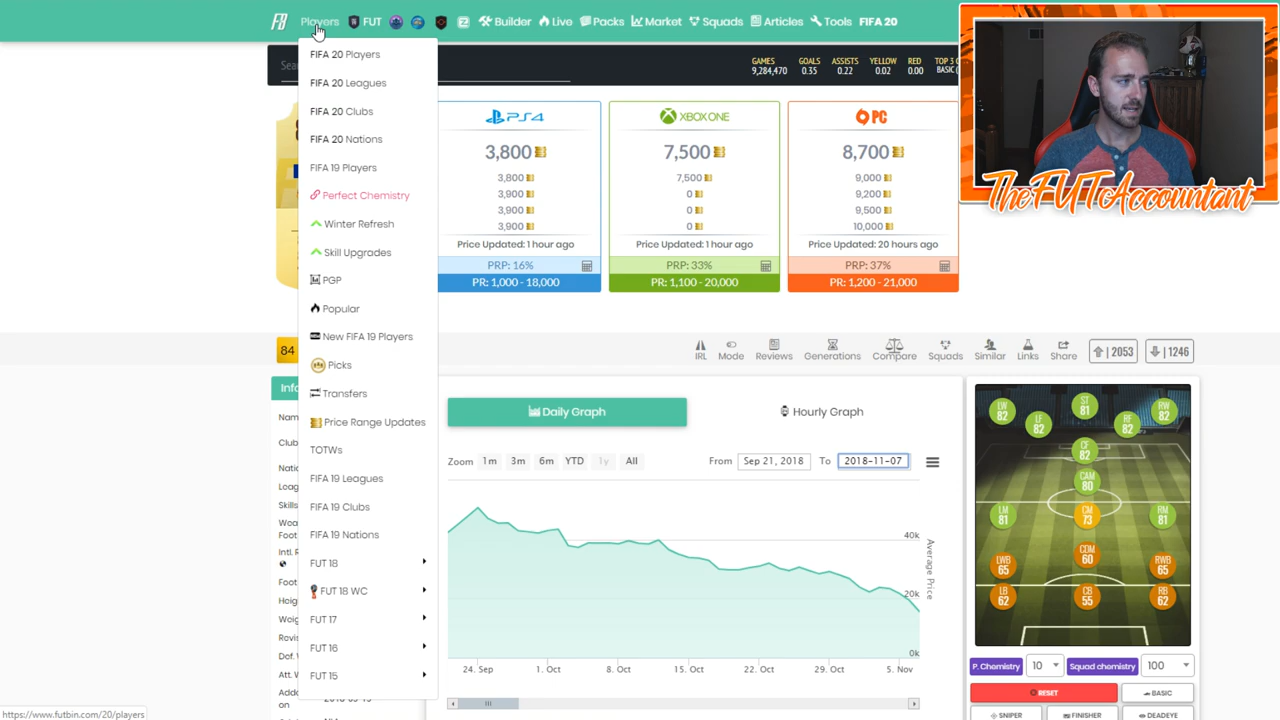 F8 Players FUT Builder Live Packs Market Squads Articles Tools FIFA 20
FIFA 20 Players
FIFA 20 Leagues
FIFA 20 Clubs
FIFA 20 Nations
FIFA 19 Players
Perfect Chemistry
Winter Refresh
Skill Upgrades
PGP
Popular
New FIFA 19 Players
Picks
Transfers
Price Range Updates
TOTWs
FIFA 19 Leagues
FIFA 19 Clubs
FIFA 19 Nations
FUT 18
FUT 18 WC
FUT 17
FUT 16
FUT 15
GAMES GOALS ASSISTS YELLOW RED TOP 3
9,284,470 0.35 0.22 0.02 0.00 BASIC
TheFUTAccountant
PS4
3,800
3,800
3,900
3,900
3,900
Price Updated: 1 hour ago
PRP: 16%
PR: 1,000 - 18,000
XBOX ONE
7,500
7,500
0
0
0
Price Updated: 1 hour ago
PRP: 33%
PR: 1,100 - 20,000
PC
8,700
9,000
9,200
9,500
10,000
Price Updated: 20 hours ago
PRP: 37%
PR: 1,200 - 21,000
84
IRL Mode Reviews Generations Compare Squads Similar Links Share 2053 1246
Daily Graph Hourly Graph
Zoom 1m 3m 6m YTD 1y All From Sep 21, 2018 To 2018-11-07
40k
20k
0k
Average Price
24. Sep 1. Oct 8. Oct 15. Oct 22. Oct 29. Oct 5. Nov
LW 82
LF 82
ST 81
RF 82
RW 82
CF 82
CAM 80
LM 81
CM 73
RM 81
CDM 60
LWB 65
RWB 65
LB 62
CB 55
RB 62
P. Chemistry 10 Squad chemistry 100
RESET BASIC
SNIPER FINISHER DEADEYE
https://www.futbin.com/20/players